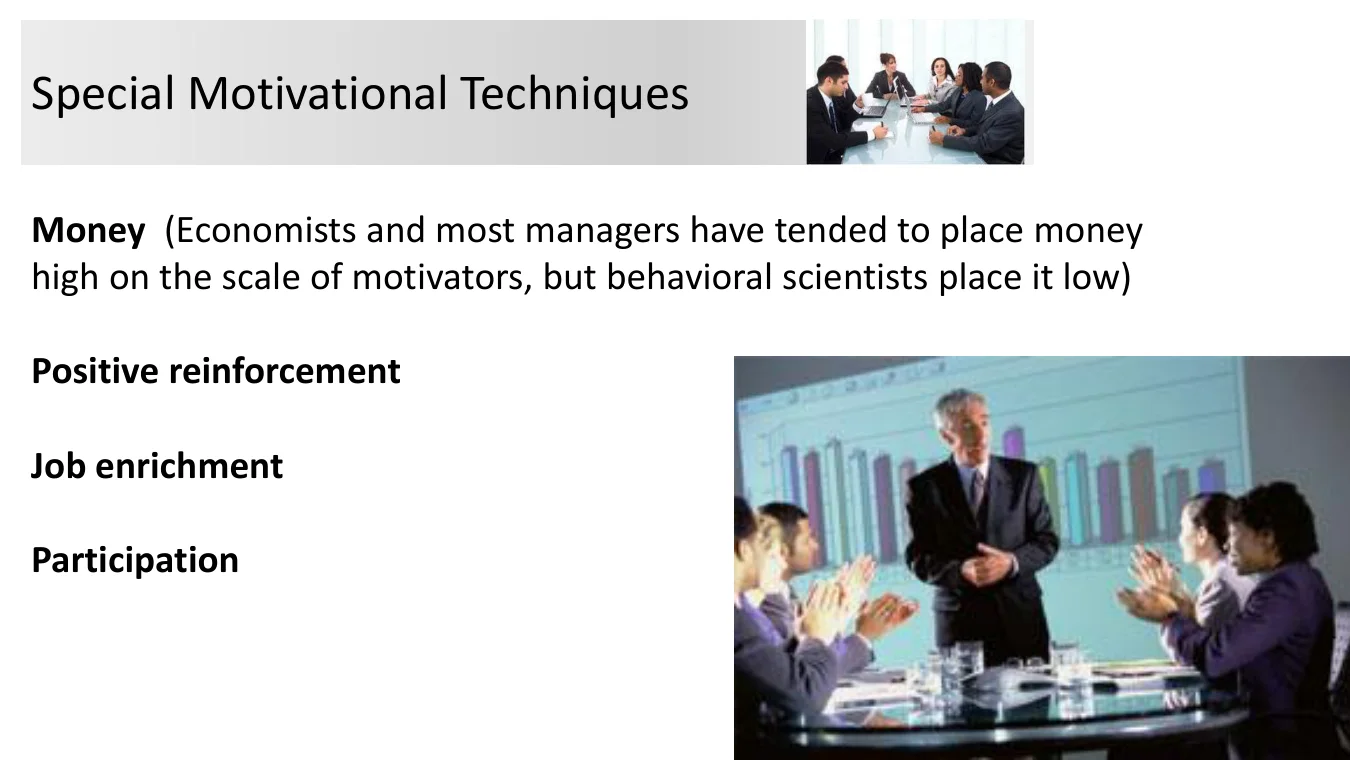 Special Motivational Techniques
Money (Economists and most managers have tended to place money
high on the scale of motivators, but behavioral scientists place it low)
Positive reinforcement
Job enrichment
Participation